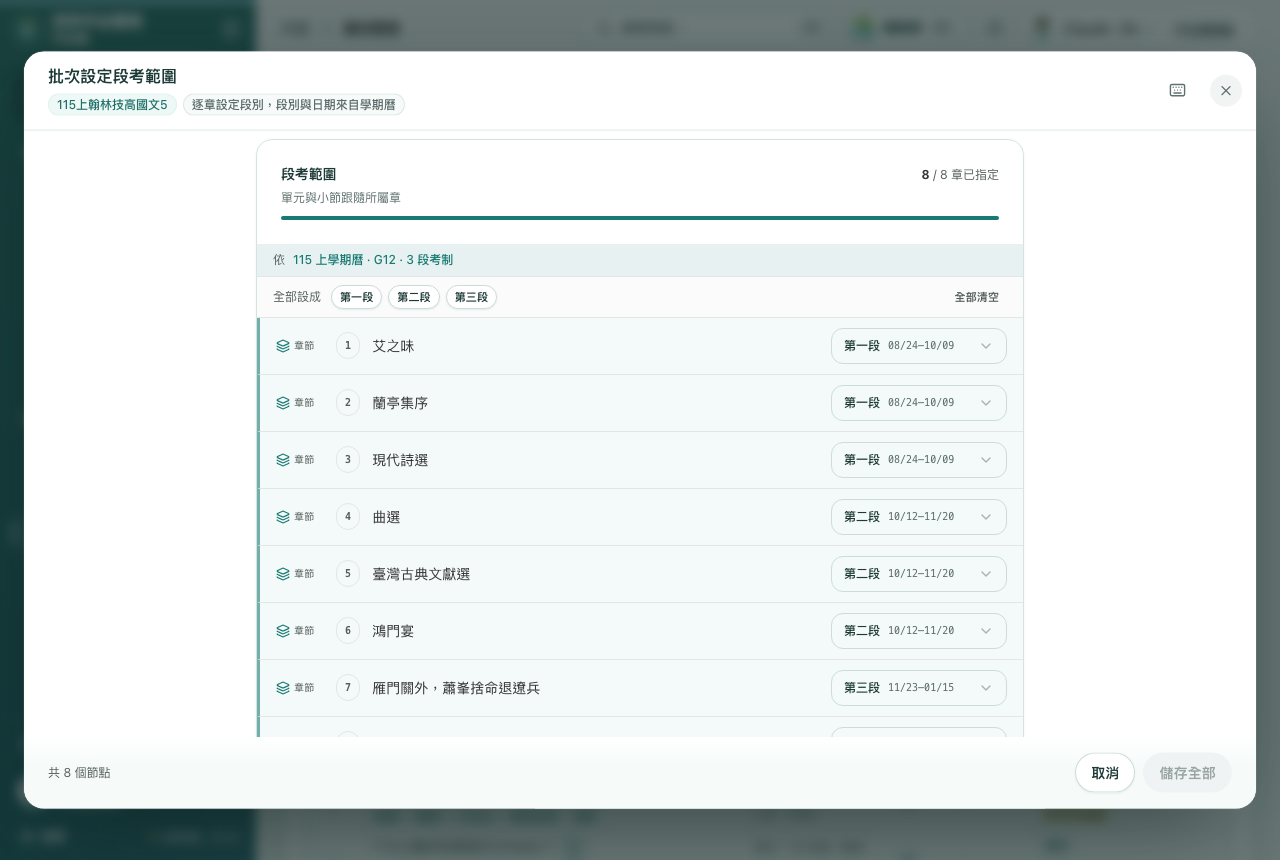 批次設定段考範圍
115上翰林技高國文5 逐章設定段別，段別與日期來自學期曆
段考範圍 8 / 8 章已指定
單元與小節跟隨所屬章
依 115 上學期曆 · G12 · 3 段考制
全部設成 第一段 第二段 第三段 全部清空
章節 1 艾之味 第一段 08/24—10/09
章節 2 蘭亭集序 第一段 08/24—10/09
章節 3 現代詩選 第一段 08/24—10/09
章節 4 曲選 第二段 10/12—11/20
章節 5 臺灣古典文獻選 第二段 10/12—11/20
章節 6 鴻門宴 第二段 10/12—11/20
章節 7 雁門關外，蕭峯捨命退遼兵 第三段 11/23—01/15
共 8 個節點 取消 儲存全部